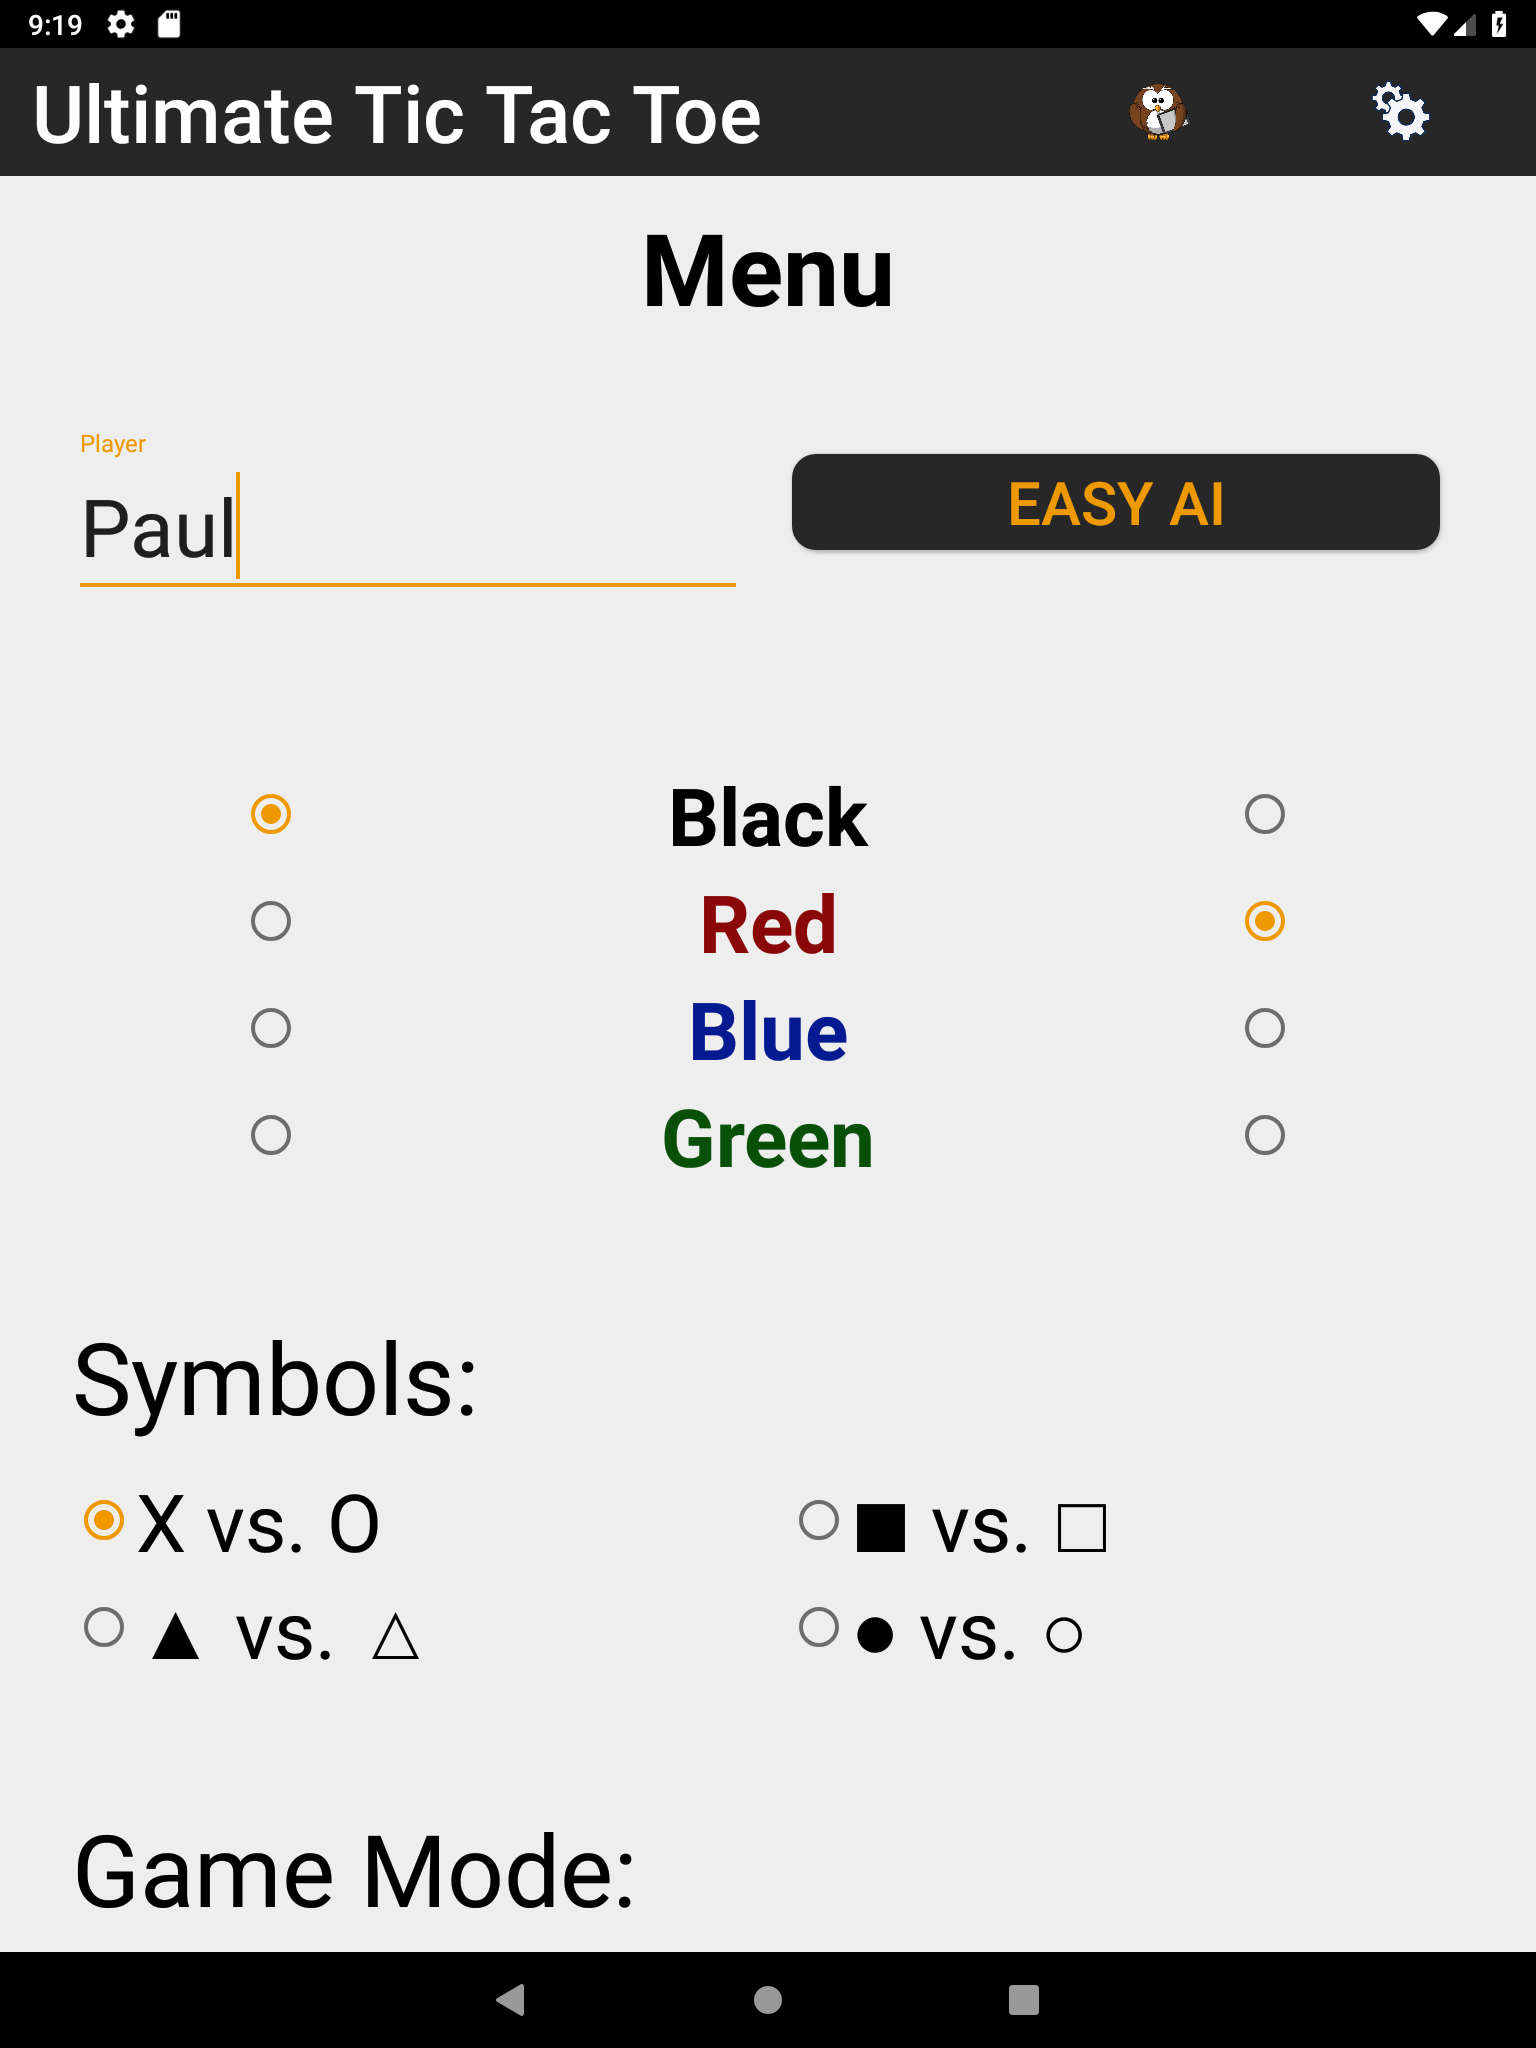 9:19
Ultimate Tic Tac Toe
Menu
Player
Paul
EASY AI
Black
Red
Blue
Green
Symbols:
X vs. O
■ vs. □
▲ vs. △
● vs. ○
Game Mode: